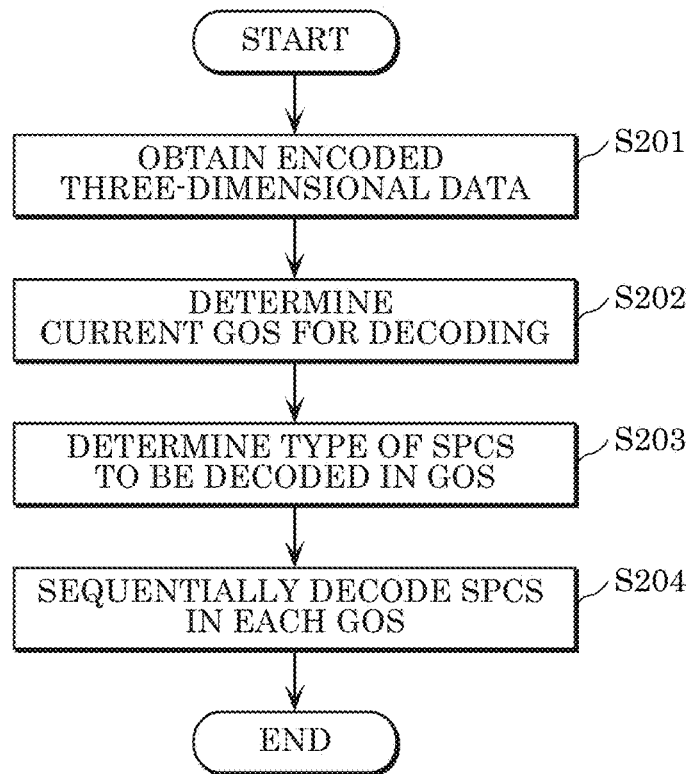 START
OBTAIN ENCODED
THREE-DIMENSIONAL DATA
S201
DETERMINE
CURRENT GOS FOR DECODING
S202
DETERMINE TYPE OF SPCS
TO BE DECODED IN GOS
S203
SEQUENTIALLY DECODE SPCS
IN EACH GOS
S204
END